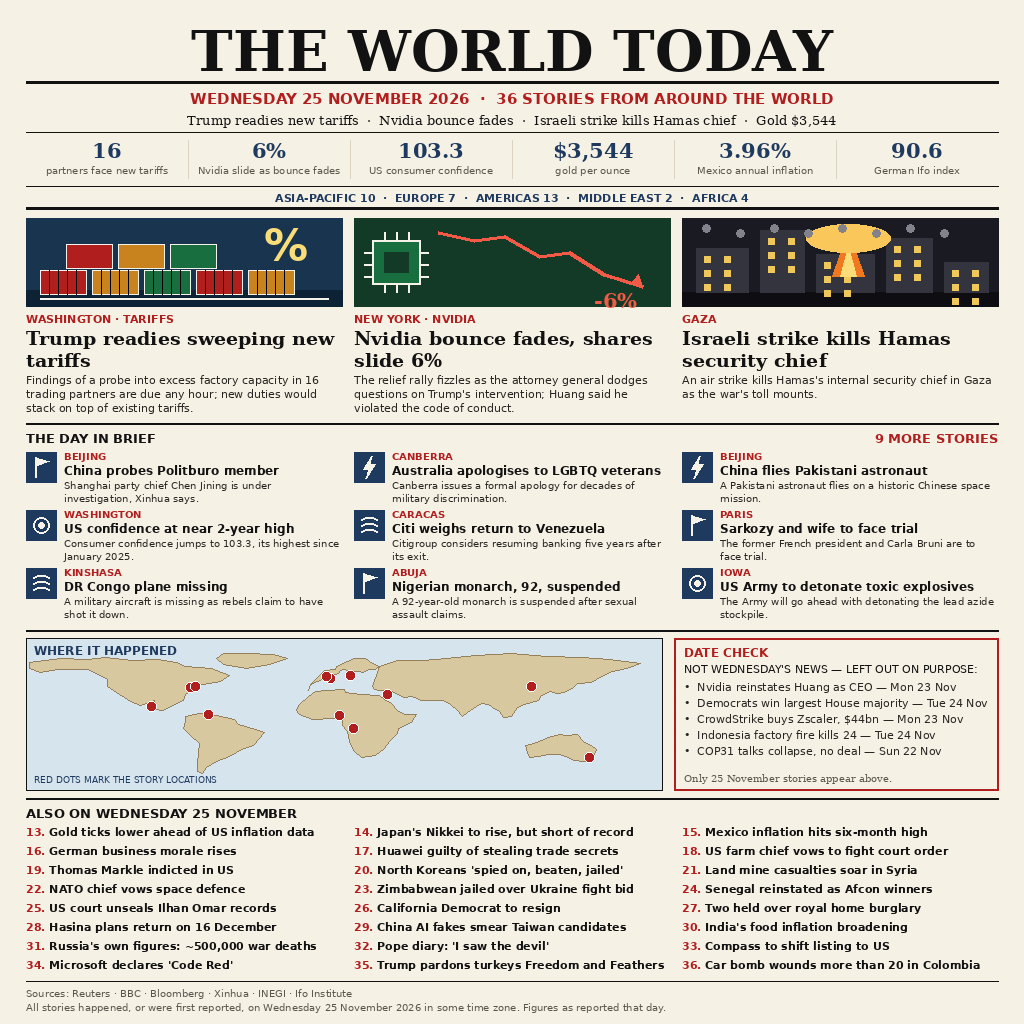 THE WORLD TODAY
WEDNESDAY 25 NOVEMBER 2026 · 36 STORIES FROM AROUND THE WORLD
Trump readies new tariffs · Nvidia bounce fades · Israeli strike kills Hamas chief · Gold $3,544
16
partners face new tariffs
6%
Nvidia slide as bounce fades
103.3
US consumer confidence
$3,544
gold per ounce
3.96%
Mexico annual inflation
90.6
German Ifo index
ASIA-PACIFIC 10 · EUROPE 7 · AMERICAS 13 · MIDDLE EAST 2 · AFRICA 4
%
WASHINGTON · TARIFFS
Trump readies sweeping new
tariffs
Findings of a probe into excess factory capacity in 16
trading partners are due any hour; new duties would
stack on top of existing tariffs.
-6%
NEW YORK · NVIDIA
Nvidia bounce fades, shares
slide 6%
The relief rally fizzles as the attorney general dodges
questions on Trump's intervention; Huang said he
violated the code of conduct.
GAZA
Israeli strike kills Hamas
security chief
An air strike kills Hamas's internal security chief in Gaza
as the war's toll mounts.
THE DAY IN BRIEF
9 MORE STORIES
BEIJING
China probes Politburo member
Shanghai party chief Chen Jining is under
investigation, Xinhua says.
CANBERRA
Australia apologises to LGBTQ veterans
Canberra issues a formal apology for decades of
military discrimination.
BEIJING
China flies Pakistani astronaut
A Pakistani astronaut flies on a historic Chinese space
mission.
WASHINGTON
US confidence at near 2-year high
Consumer confidence jumps to 103.3, its highest since
January 2025.
CARACAS
Citi weighs return to Venezuela
Citigroup considers resuming banking five years after
its exit.
PARIS
Sarkozy and wife to face trial
The former French president and Carla Bruni are to
face trial.
KINSHASA
DR Congo plane missing
A military aircraft is missing as rebels claim to have
shot it down.
ABUJA
Nigerian monarch, 92, suspended
A 92-year-old monarch is suspended after sexual
assault claims.
IOWA
US Army to detonate toxic explosives
The Army will go ahead with detonating the lead azide
stockpile.
WHERE IT HAPPENED
RED DOTS MARK THE STORY LOCATIONS
DATE CHECK
NOT WEDNESDAY'S NEWS — LEFT OUT ON PURPOSE:
• Nvidia reinstates Huang as CEO — Mon 23 Nov
• Democrats win largest House majority — Tue 24 Nov
• CrowdStrike buys Zscaler, $44bn — Mon 23 Nov
• Indonesia factory fire kills 24 — Tue 24 Nov
• COP31 talks collapse, no deal — Sun 22 Nov
Only 25 November stories appear above.
ALSO ON WEDNESDAY 25 NOVEMBER
13. Gold ticks lower ahead of US inflation data
14. Japan's Nikkei to rise, but short of record
15. Mexico inflation hits six-month high
16. German business morale rises
17. Huawei guilty of stealing trade secrets
18. US farm chief vows to fight court order
19. Thomas Markle indicted in US
20. North Koreans 'spied on, beaten, jailed'
21. Land mine casualties soar in Syria
22. NATO chief vows space defence
23. Zimbabwean jailed over Ukraine fight bid
24. Senegal reinstated as Afcon winners
25. US court unseals Ilhan Omar records
26. California Democrat to resign
27. Two held over royal home burglary
28. Hasina plans return on 16 December
29. China AI fakes smear Taiwan candidates
30. India's food inflation broadening
31. Russia's own figures: ~500,000 war deaths
32. Pope diary: 'I saw the devil'
33. Compass to shift listing to US
34. Microsoft declares 'Code Red'
35. Trump pardons turkeys Freedom and Feathers
36. Car bomb wounds more than 20 in Colombia
Sources: Reuters · BBC · Bloomberg · Xinhua · INEGI · Ifo Institute
All stories happened, or were first reported, on Wednesday 25 November 2026 in some time zone. Figures as reported that day.